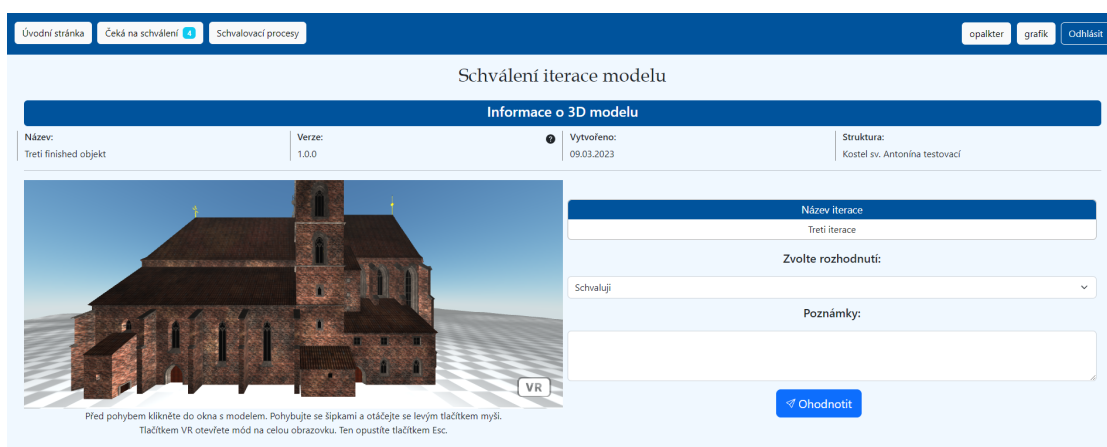 Úvodní stránka Čeká na schválení 4 Schvalovací procesy opalkter grafik Odhlásit
Schválení iterace modelu
Informace o 3D modelu
Název: Verze: Vytvořeno: Struktura:
Treti finished objekt 1.0.0 09.03.2023 Kostel sv. Antonína testovací
Název iterace
Treti iterace
Zvolte rozhodnutí:
Schvaluji
Poznámky:
VR
Ohodnotit
Před pohybem klikněte do okna s modelem. Pohybujte se šipkami a otáčejte se levým tlačítkem myši.
Tlačítkem VR otevřete mód na celou obrazovku. Ten opustíte tlačítkem Esc.